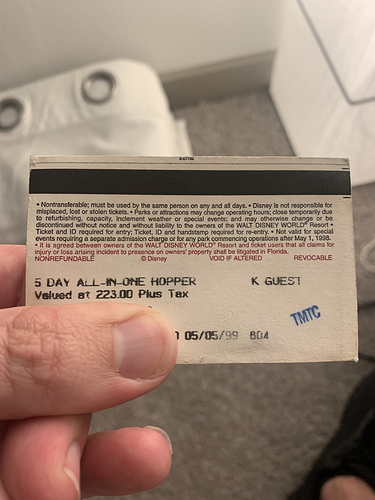 • Nontransferable; must be used by the same person on any and all days. • Disney is not responsible for
misplaced, lost or stolen tickets. • Parks or attractions may change operating hours; close temporarily due
to refurbishing, capacity, inclement weather or special events; and may otherwise change or be
discontinued without notice and without liability to the owners of the WALT DISNEY WORLD® Resort •
Ticket and ID required for entry; Ticket, ID and handstamp required for re-entry. • Not valid for special
events requiring a separate admission charge or for any park commencing operations after May 1, 1998.
• It is agreed between owners of WALT DISNEY WORLD® Resort and ticket users that all claims for
injury or loss arising incident to presence on owners' property shall be litigated in Florida.
NONREFUNDABLE © Disney VOID IF ALTERED REVOCABLE
5 DAY ALL-IN-ONE HOPPER K GUEST
Valued at 223.00 Plus Tax
TMTC
05/05/99 604